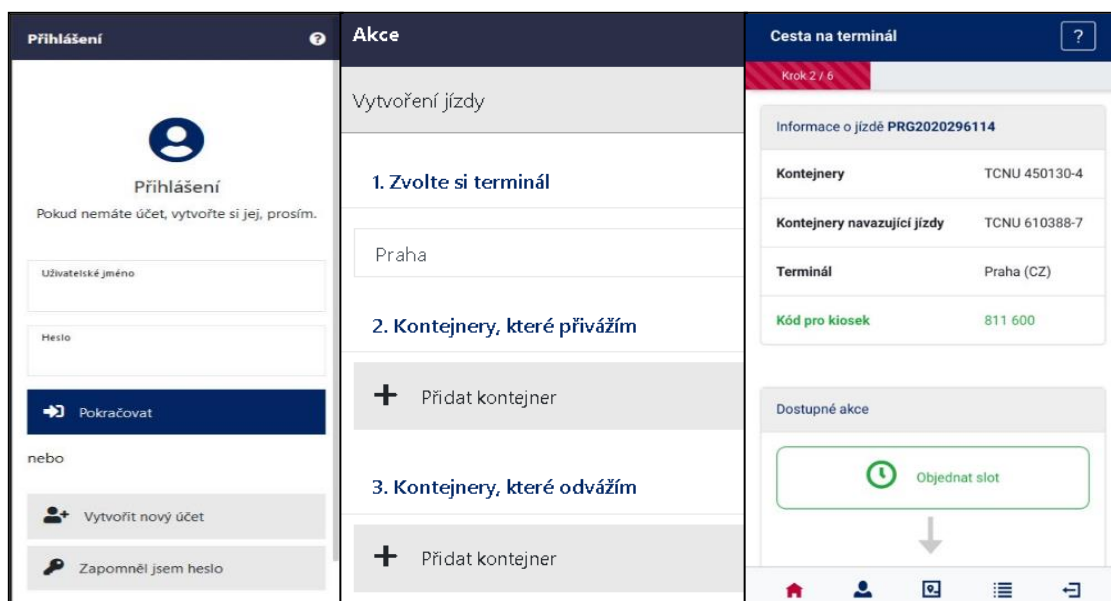 Přihlášení
?
Přihlášení
Pokud nemáte účet, vytvořte si jej, prosím.
Uživatelské jméno
Heslo
Pokračovat
nebo
Vytvořit nový účet
Zapomněl jsem heslo
Akce
Vytvoření jízdy
1. Zvolte si terminál
Praha
2. Kontejnery, které přivážím
+ Přidat kontejner
3. Kontejnery, které odvážím
+ Přidat kontejner
Cesta na terminál
?
Krok 2 / 6
Informace o jízdě PRG2020296114
Kontejnery TCNU 450130-4
Kontejnery navazující jízdy TCNU 610388-7
Terminál Praha (CZ)
Kód pro kiosek 811 600
Dostupné akce
Objednat slot